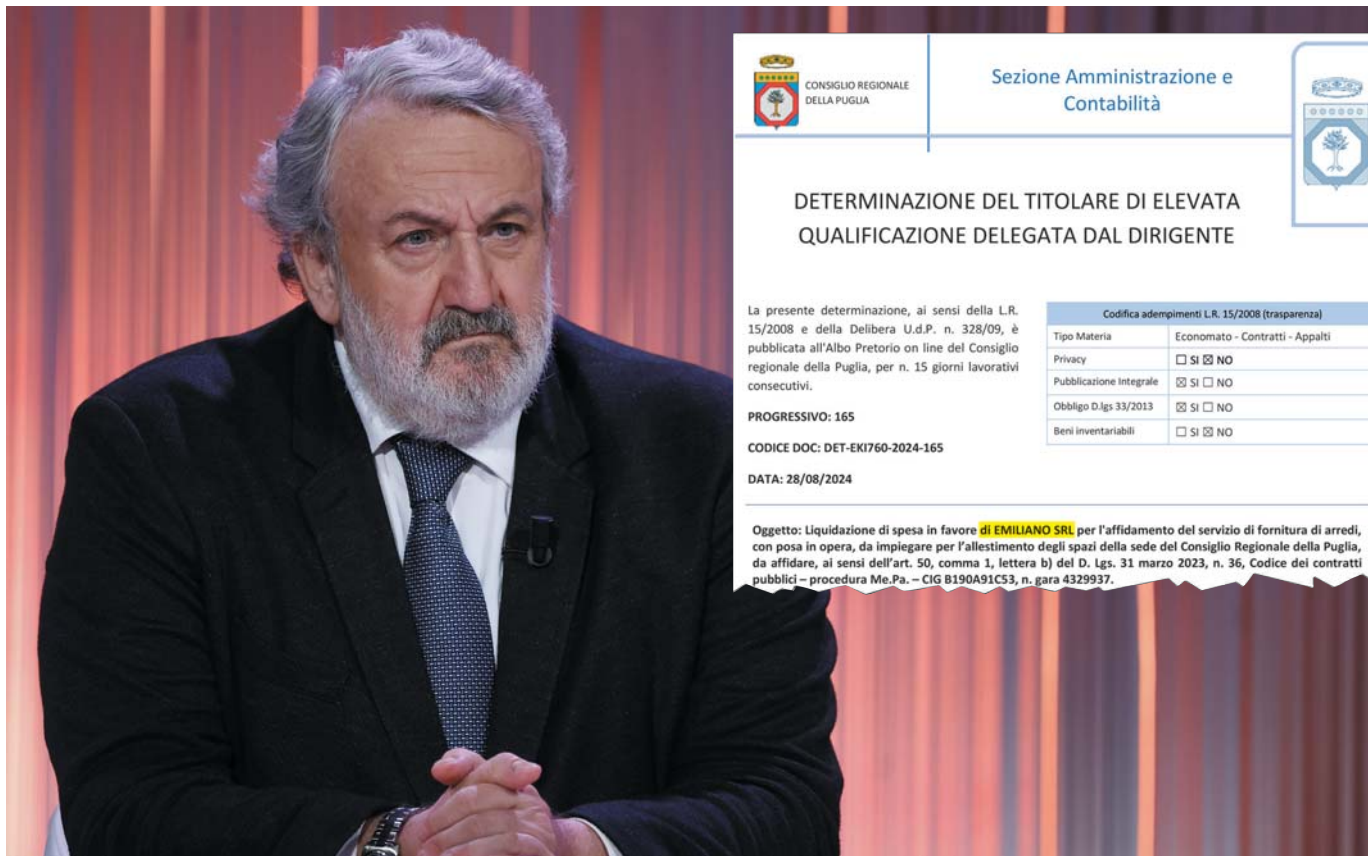 CONSIGLIO REGIONALE
DELLA PUGLIA
Sezione Amministrazione e
Contabilità
DETERMINAZIONE DEL TITOLARE DI ELEVATA
QUALIFICAZIONE DELEGATA DAL DIRIGENTE
La presente determinazione, ai sensi della L.R.
15/2008 e della Delibera U.d.P. n. 328/09, è
pubblicata all'Albo Pretorio on line del Consiglio
regionale della Puglia, per n. 15 giorni lavorativi
consecutivi.
PROGRESSIVO: 165
CODICE DOC: DET-EKI760-2024-165
DATA: 28/08/2024
Codifica adempimenti L.R. 15/2008 (trasparenza)
Tipo Materia Economato - Contratti - Appalti
Privacy ☐ SI ☒ NO
Pubblicazione Integrale ☒ SI ☐ NO
Obbligo D.lgs 33/2013 ☒ SI ☐ NO
Beni inventariabili ☐ SI ☒ NO
Oggetto: Liquidazione di spesa in favore di EMILIANO SRL per l'affidamento del servizio di fornitura di arredi,
con posa in opera, da impiegare per l'allestimento degli spazi della sede del Consiglio Regionale della Puglia,
da affidare, ai sensi dell'art. 50, comma 1, lettera b) del D. Lgs. 31 marzo 2023, n. 36, Codice dei contratti
pubblici – procedura Me.Pa. – CIG B190A91C53, n. gara 4329937.